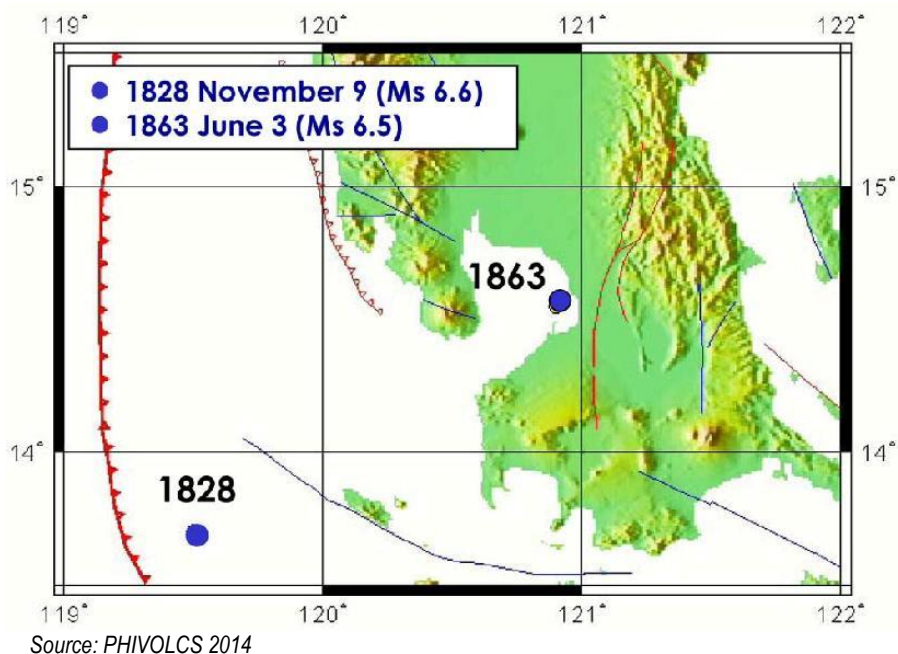 119° 120° 121° 122°
1828 November 9 (Ms 6.6)
1863 June 3 (Ms 6.5)
15° 15°
1863
14° 14°
1828
119° 120° 121° 122°
Source: PHIVOLCS 2014